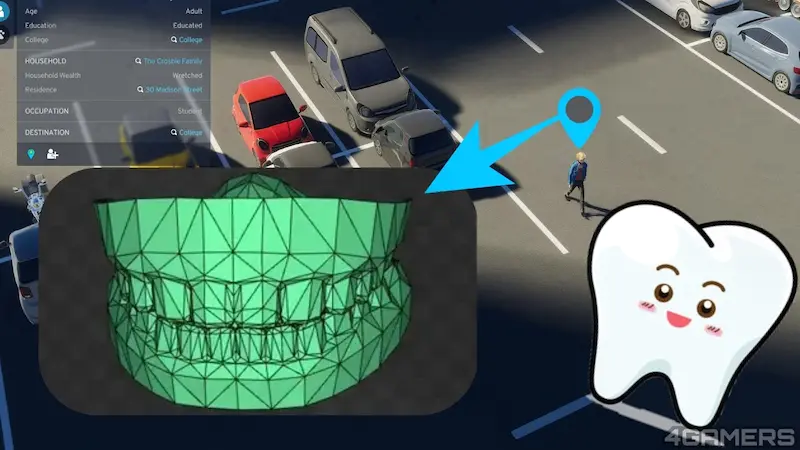 Age Adult
Education Educated
College College
HOUSEHOLD The Crosbie Family
Household Wealth Wretched
Residence 30 Madison Street
OCCUPATION
DESTINATION College
4GAMERS